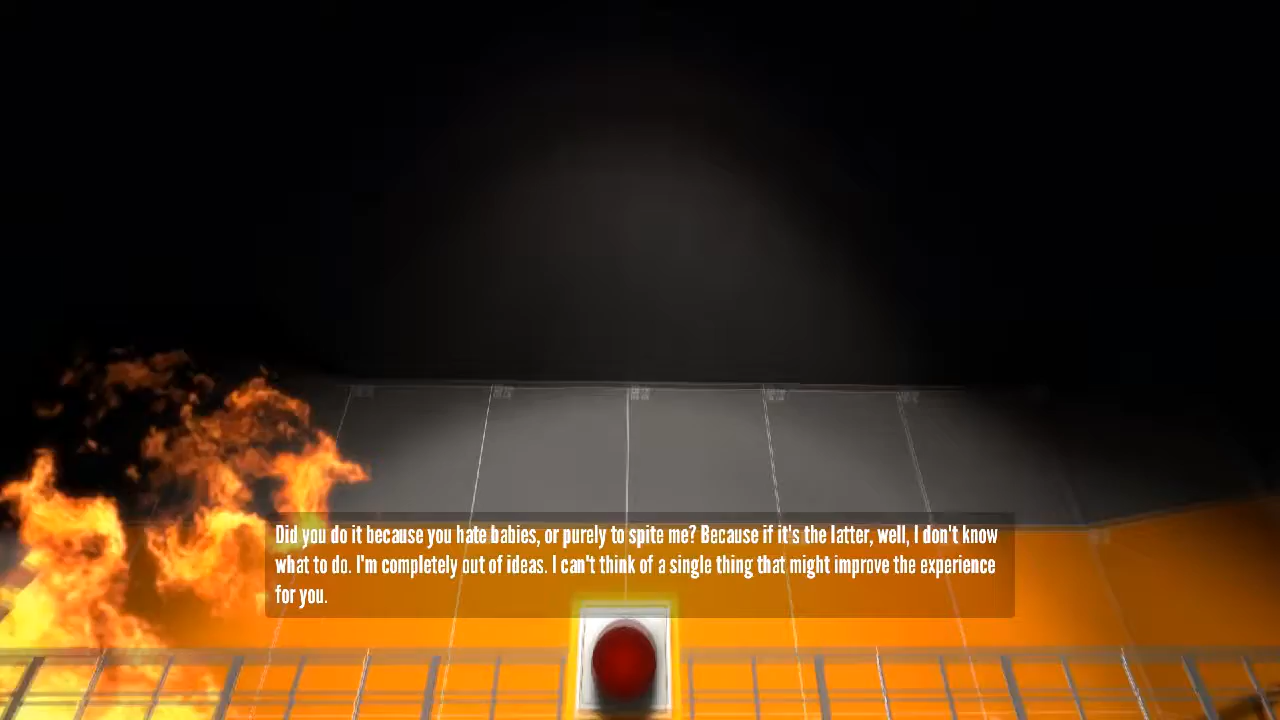 Did you do it because you hate babies, or purely to spite me? Because if it's the latter, well, I don't know
what to do. I'm completely out of ideas. I can't think of a single thing that might improve the experience
for you.